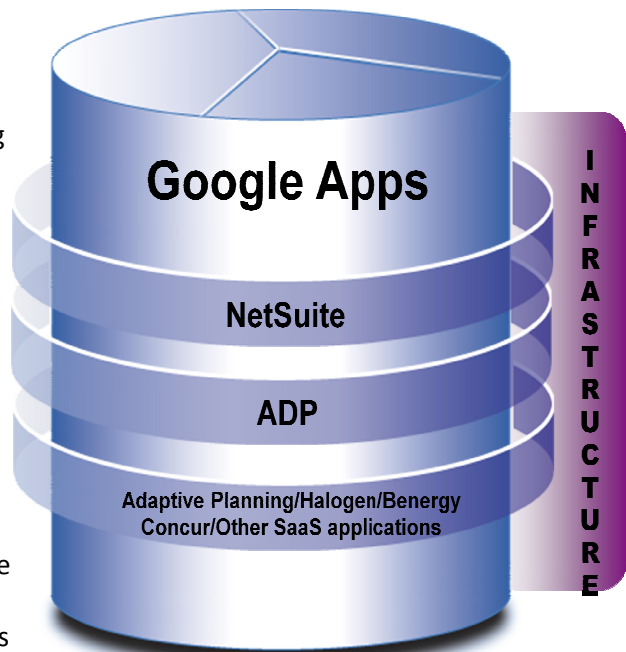 Google Apps
NetSuite
ADP
Adaptive Planning/Halogen/Benergy
Concur/Other SaaS applications
INFRASTRUCTURE
g
e
s